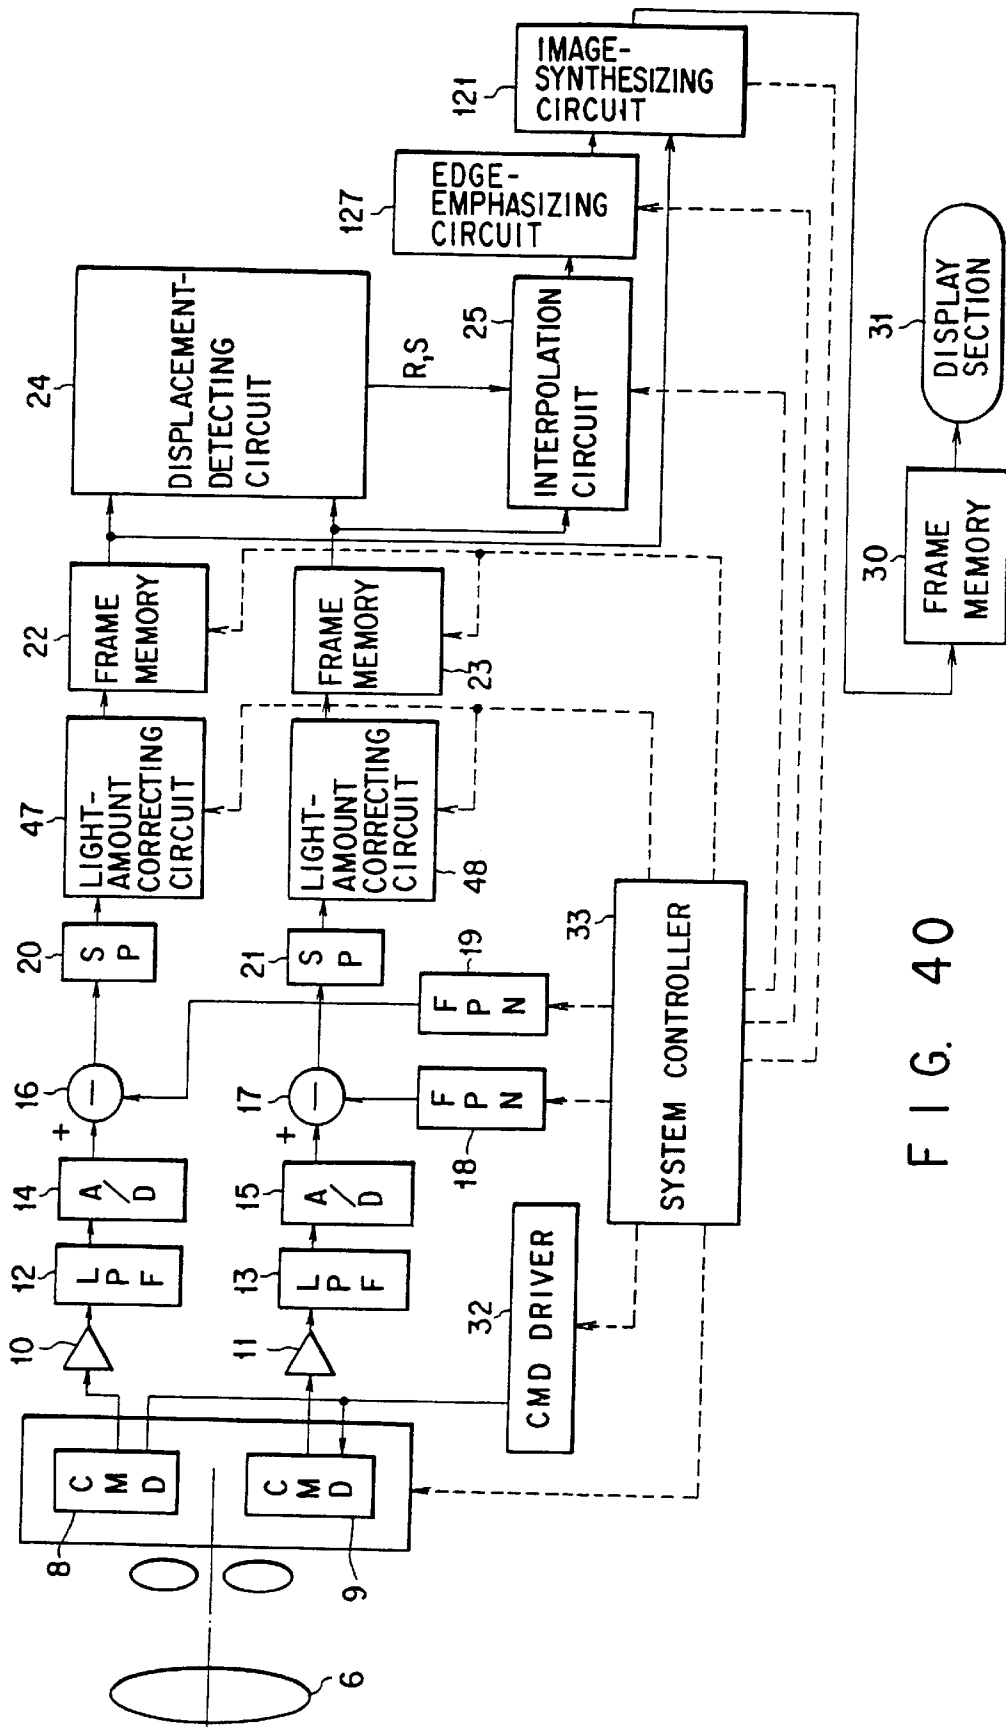 6
8
C M D
9
C M D
10
11
12
L P F
13
L P F
14
A/D
15
A/D
+
16
−
+
17
−
18
F P N
19
F P N
20
S P
21
S P
47
LIGHT-
AMOUNT
CORRECTING
CIRCUIT
48
LIGHT-
AMOUNT
CORRECTING
CIRCUIT
22
FRAME
MEMORY
23
FRAME
MEMORY
24
DISPLACEMENT-
DETECTING
CIRCUIT
R,S
25
INTERPOLATION
CIRCUIT
127
EDGE-
EMPHASIZING
CIRCUIT
121
IMAGE-
SYNTHESIZING
CIRCUIT
32
CMD DRIVER
33
SYSTEM CONTROLLER
30
FRAME
MEMORY
31
DISPLAY
SECTION
FIG. 40